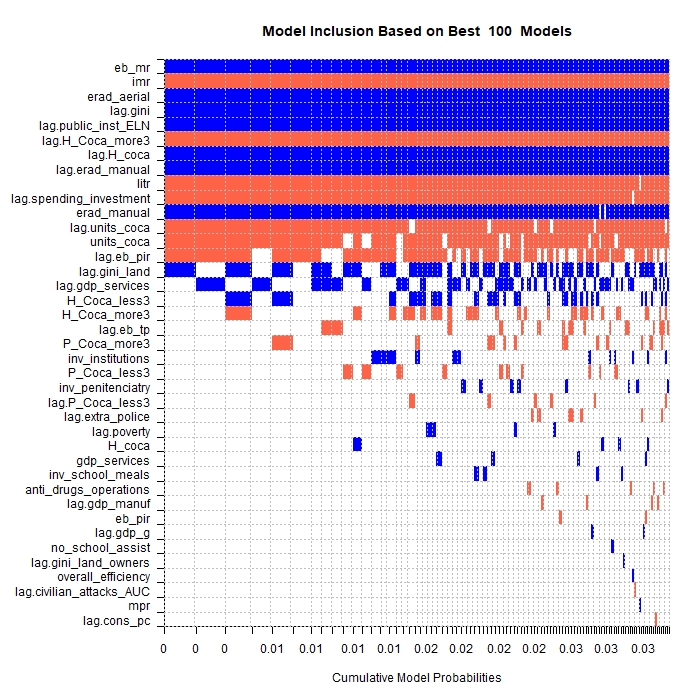 Model Inclusion Based on Best 100 Models
eb_mr
imr
erad_aerial
lag.gini
lag.public_inst_ELN
lag.H_Coca_more3
lag.H_coca
lag.erad_manual
litr
lag.spending_investment
erad_manual
lag.units_coca
units_coca
lag.eb_pir
lag.gini_land
lag.gdp_services
H_Coca_less3
H_Coca_more3
lag.eb_tp
P_Coca_more3
inv_institutions
P_Coca_less3
inv_penitenciatry
lag.P_Coca_less3
lag.extra_police
lag.poverty
H_coca
gdp_services
inv_school_meals
anti_drugs_operations
lag.gdp_manuf
eb_pir
lag.gdp_g
no_school_assist
lag.gini_land_owners
overall_efficiency
lag.civilian_attacks_AUC
mpr
lag.cons_pc
0 0 0 0.01 0.01 0.01 0.01 0.02 0.02 0.02 0.03 0.03 0.03
Cumulative Model Probabilities